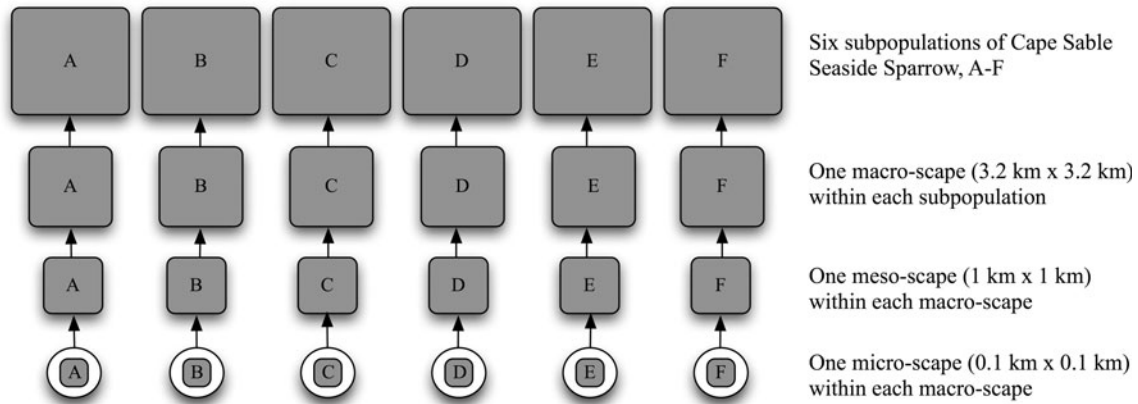 A B C D E F
Six subpopulations of Cape Sable
Seaside Sparrow, A-F
A B C D E F
One macro-scape (3.2 km x 3.2 km)
within each subpopulation
A B C D E F
One meso-scape (1 km x 1 km)
within each macro-scape
A B C D E F
One micro-scape (0.1 km x 0.1 km)
within each macro-scape